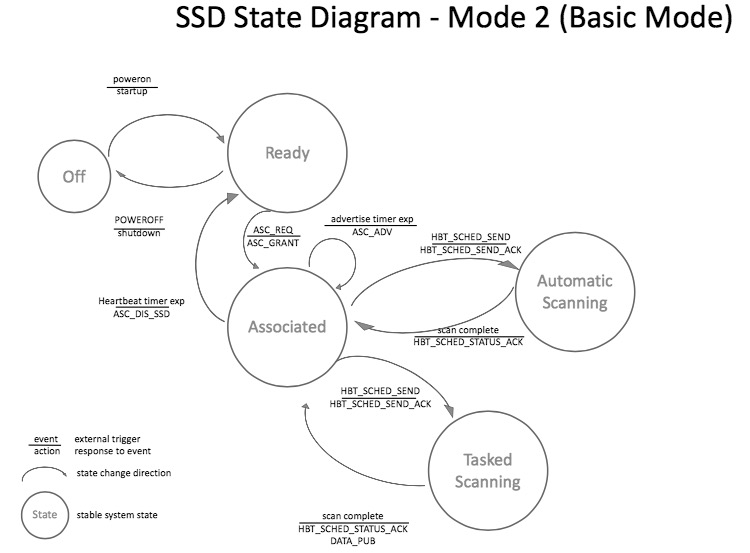 SSD State Diagram - Mode 2 (Basic Mode)
poweron
startup
Ready
Off
POWEROFF
shutdown
ASC_REQ
ASC_GRANT
advertise timer exp
ASC_ADV
HBT_SCHED_SEND
HBT_SCHED_SEND_ACK
Automatic
Scanning
Heartbeat timer exp
ASC_DIS_SSD
Associated
scan complete
HBT_SCHED_STATUS_ACK
HBT_SCHED_SEND
HBT_SCHED_SEND_ACK
Tasked
Scanning
scan complete
HBT_SCHED_STATUS_ACK
DATA_PUB
event external trigger
action response to event
state change direction
State stable system state